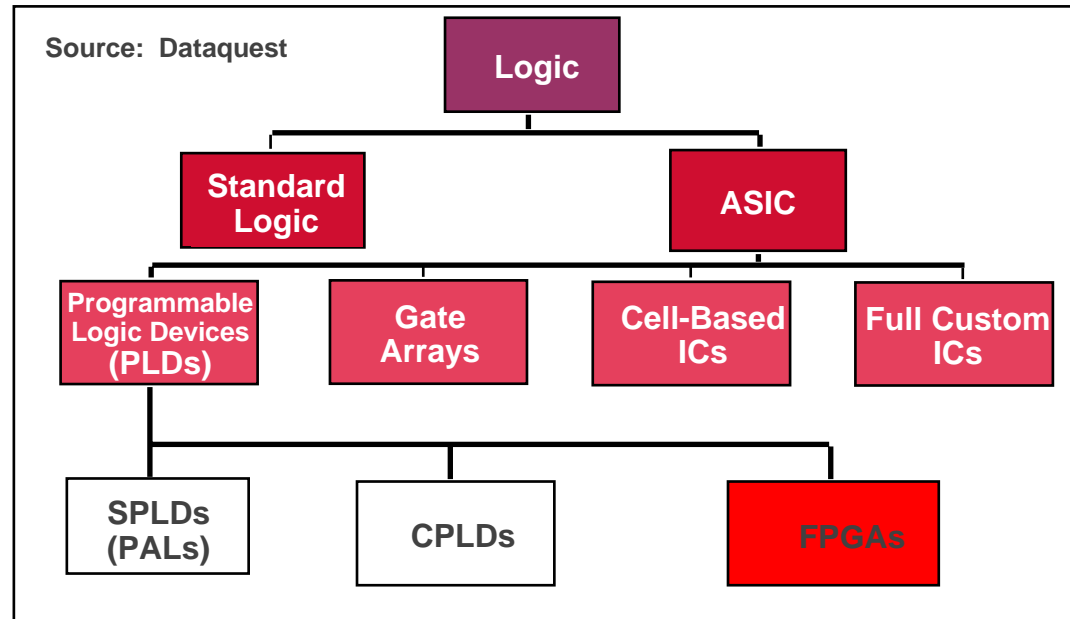 Source: Dataquest
Logic
Standard
Logic
ASIC
Programmable
Logic Devices
(PLDs)
Gate
Arrays
Cell-Based
ICs
Full Custom
ICs
SPLDs
(PALs)
CPLDs
FPGAs